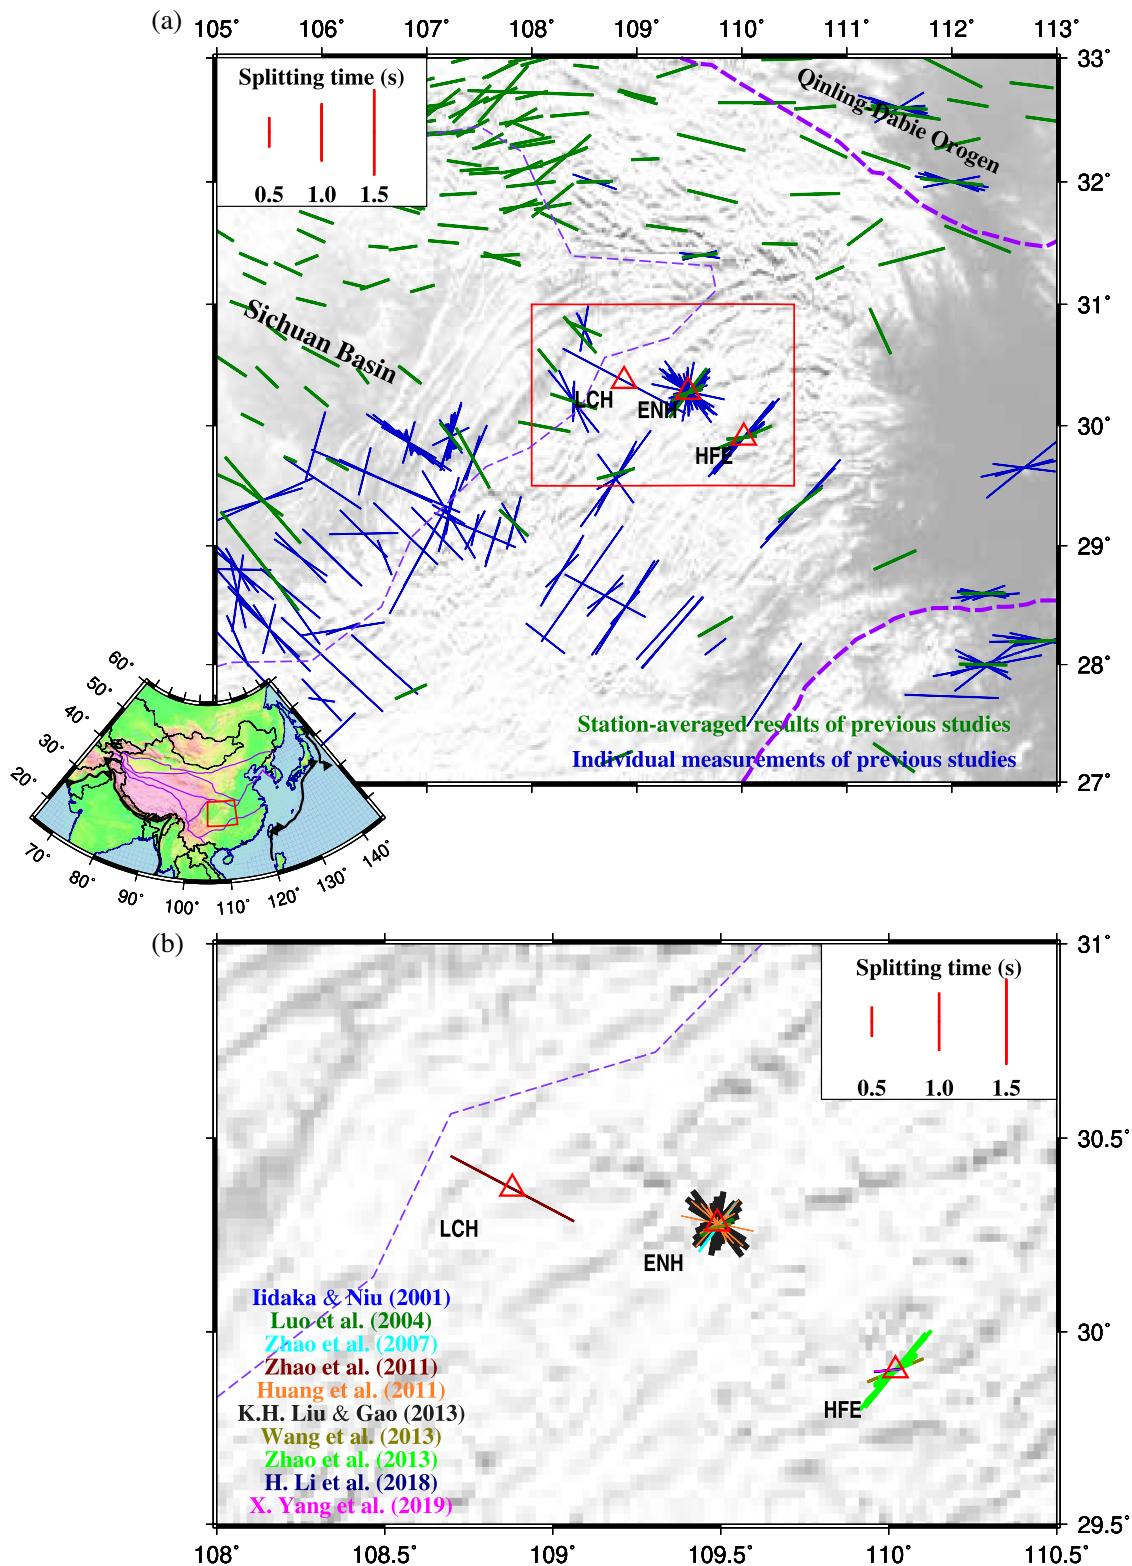 (a)
105 106 107 108 109 110 111 112 113
Splitting time (s)
0.5 1.0 1.5
33˚
32˚
31˚
30˚
29˚
28˚
27˚
Qinling-Dabie Orogen
Sichuan Basin
LCH
ENH
HFE
Station-averaged results of previous studies
Individual measurements of previous studies
60˚
50˚
40˚
30˚
20˚
70˚ 80˚ 90˚ 100˚ 110˚ 120˚ 130˚ 140˚
(b)
Splitting time (s)
0.5 1.0 1.5
31˚
30.5˚
30˚
29.5˚
LCH
ENH
HFE
Iidaka & Niu (2001)
Luo et al. (2004)
Zhao et al. (2007)
Zhao et al. (2011)
Huang et al. (2011)
K.H. Liu & Gao (2013)
Wang et al. (2013)
Zhao et al. (2013)
H. Li et al. (2018)
X. Yang et al. (2019)
108˚ 108.5˚ 109˚ 109.5˚ 110˚ 110.5˚